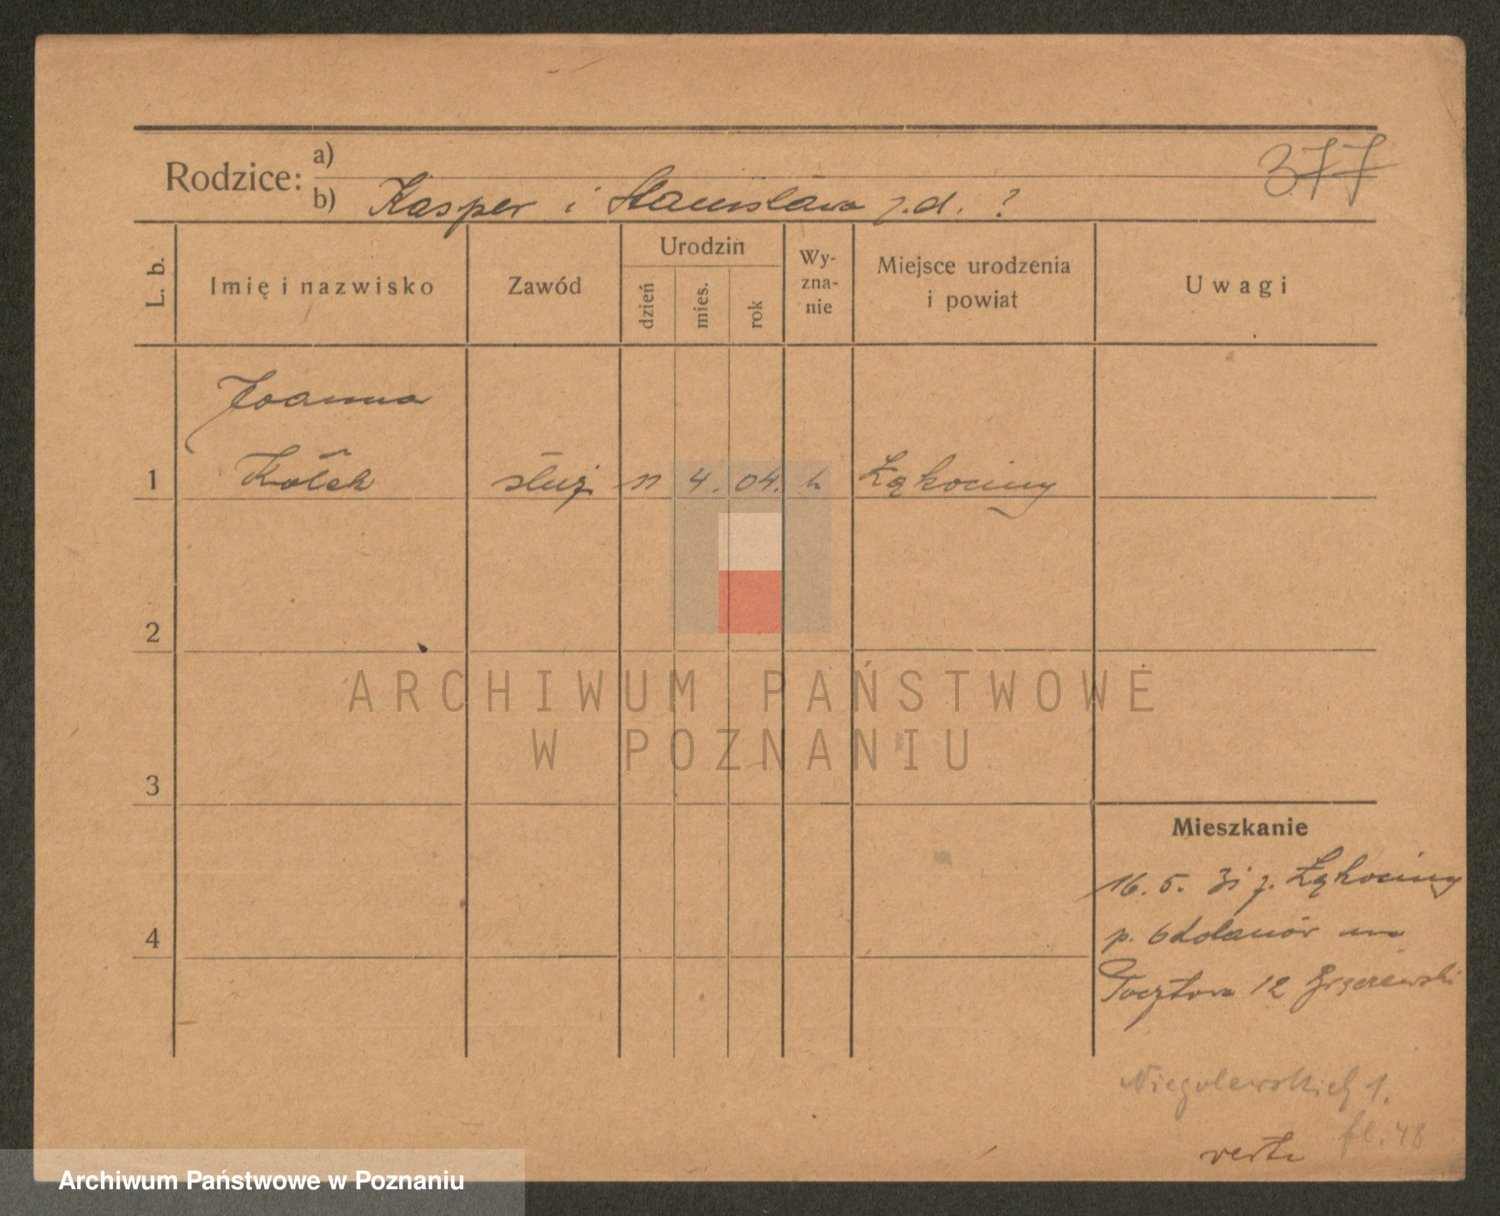 Rodzice: a)
377
b) Kasper i Stanisława z.d. ?
L. b.
Imię i nazwisko
Zawód
Urodzin
dzień
mies.
rok
Wy-
zna-
nie
Miejsce urodzenia
i powiat
Uwagi
Joanna
1 Kołek służ. 11 4. 04. k Łąkociny
2
3
4
Mieszkanie
16. 5. 31 z. Łąkociny
p. Odolanów na
Pocztowa 12
Niegolewskich 1.
verte
ARCHIWUM PAŃSTWOWE
W POZNANIU
Archiwum Państwowe w Poznaniu